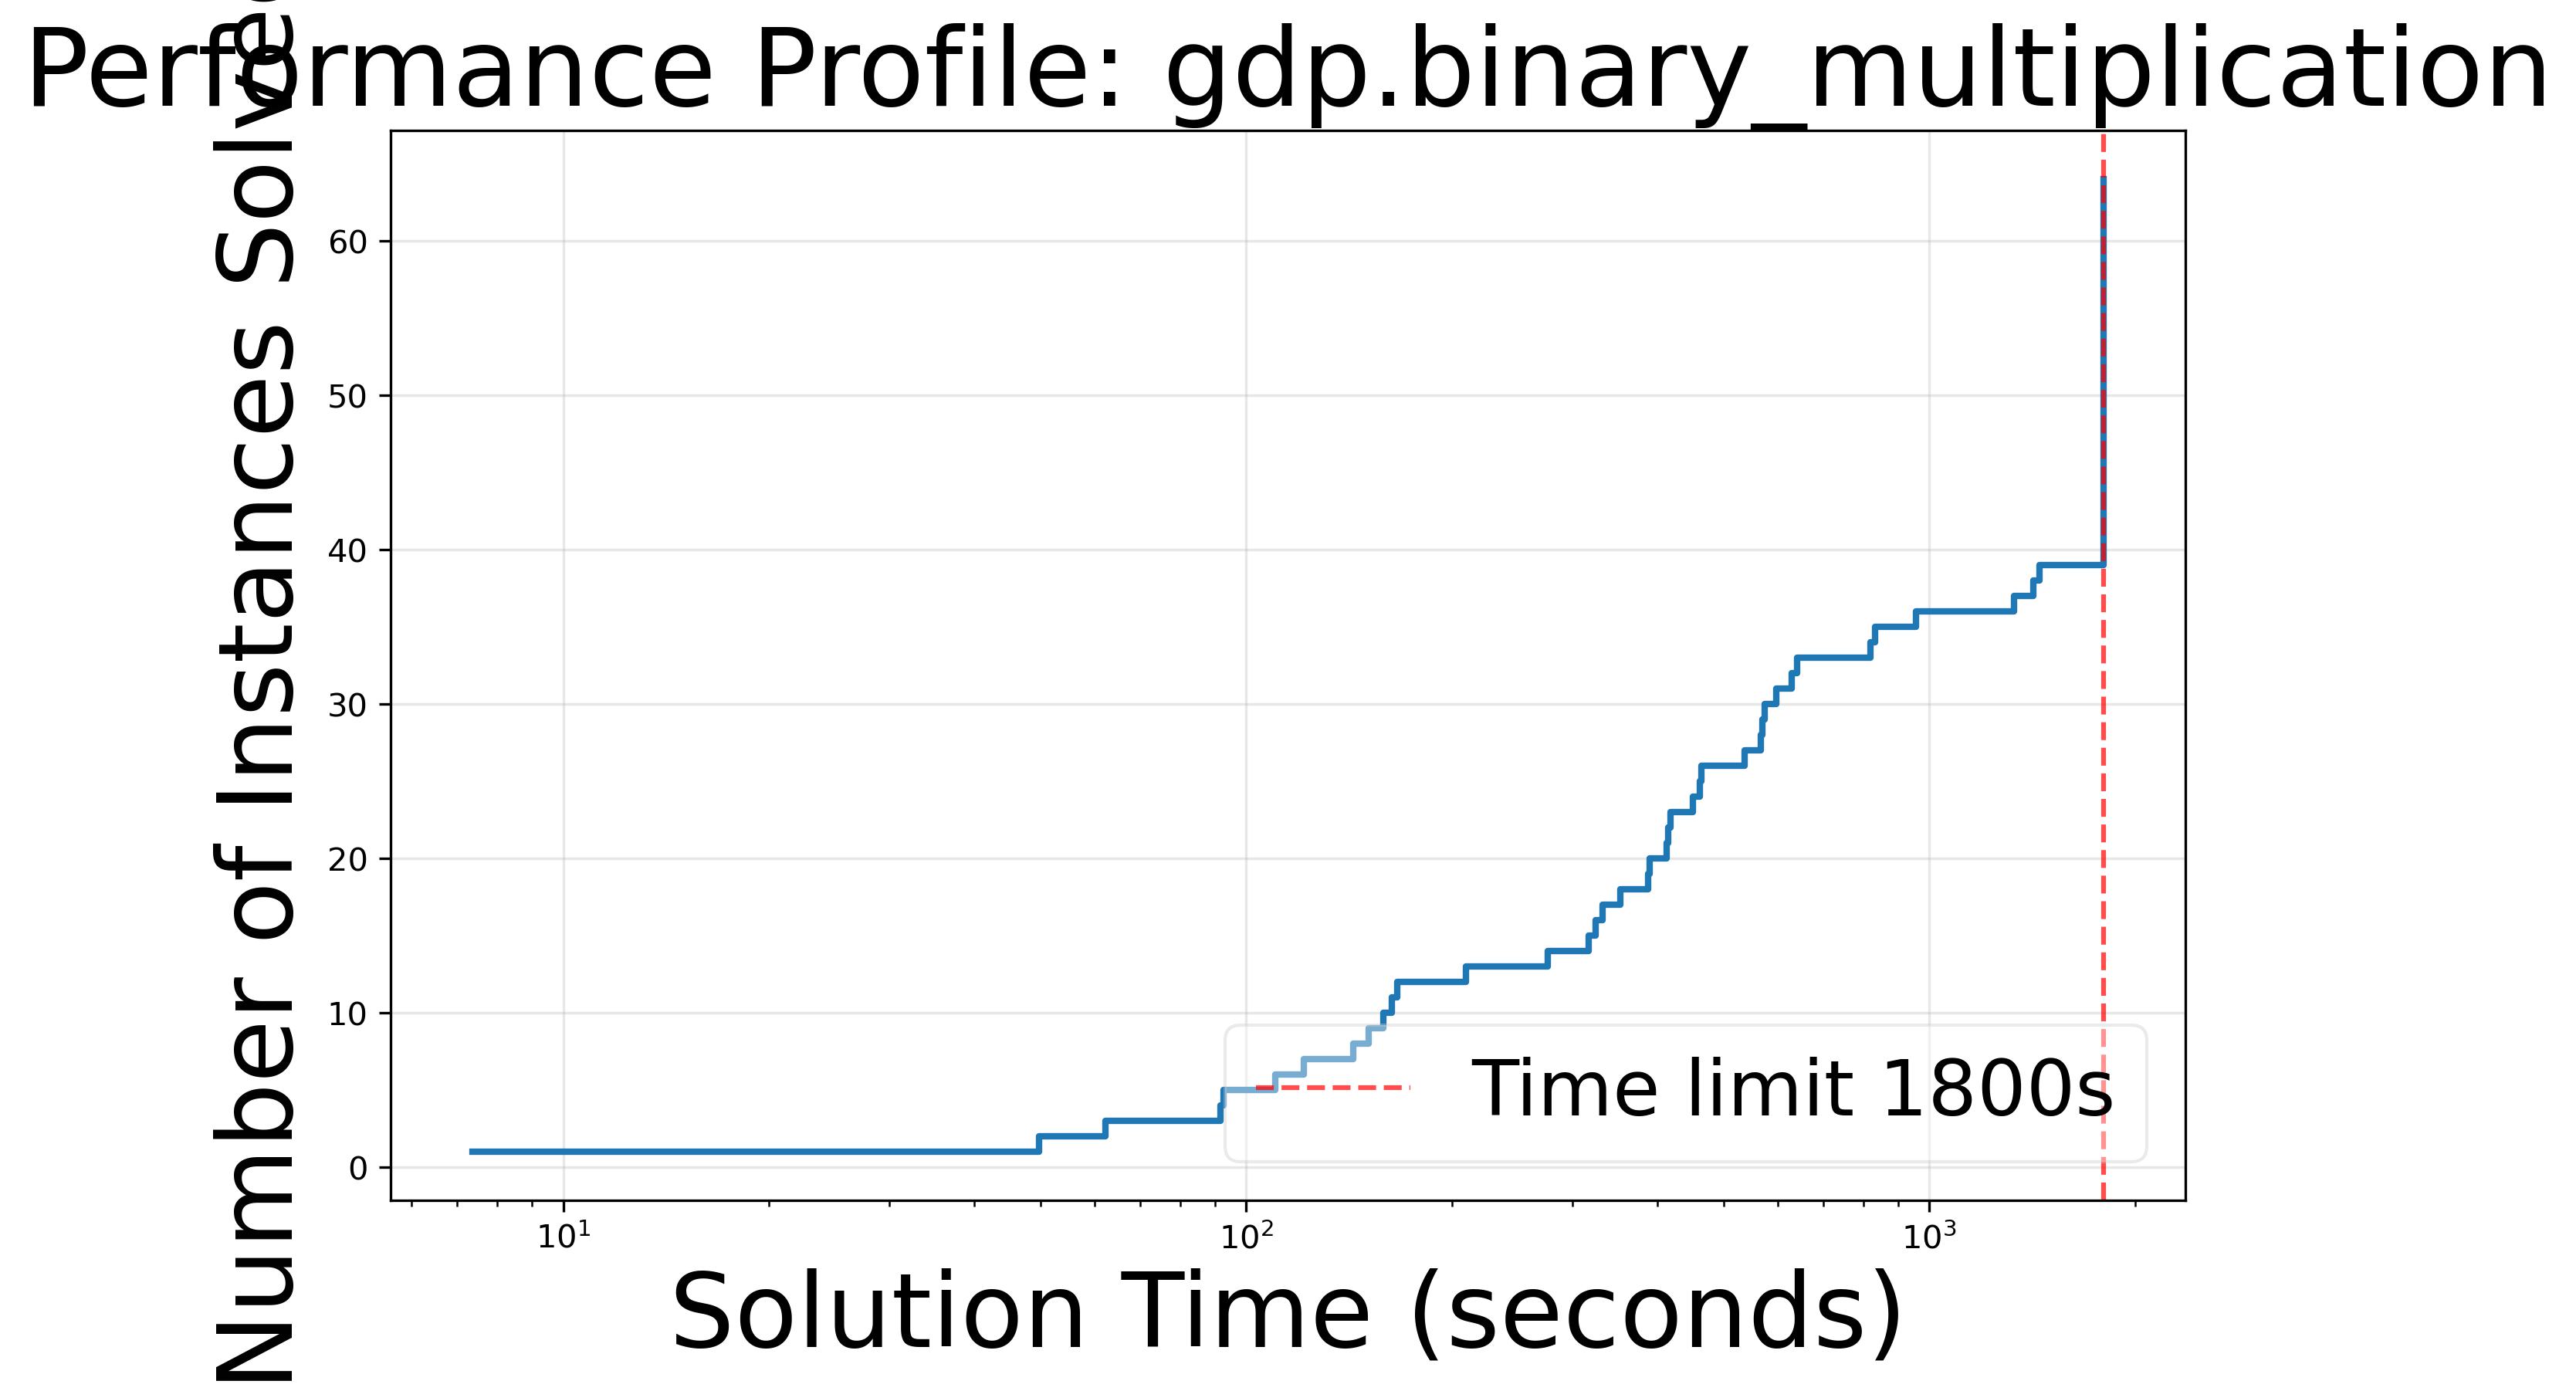 Performance Profile: gdp.binary_multiplication
Number of Instances Solve
60
50
40
30
20
10
0
Time limit 1800s
10¹
10²
10³
Solution Time (seconds)